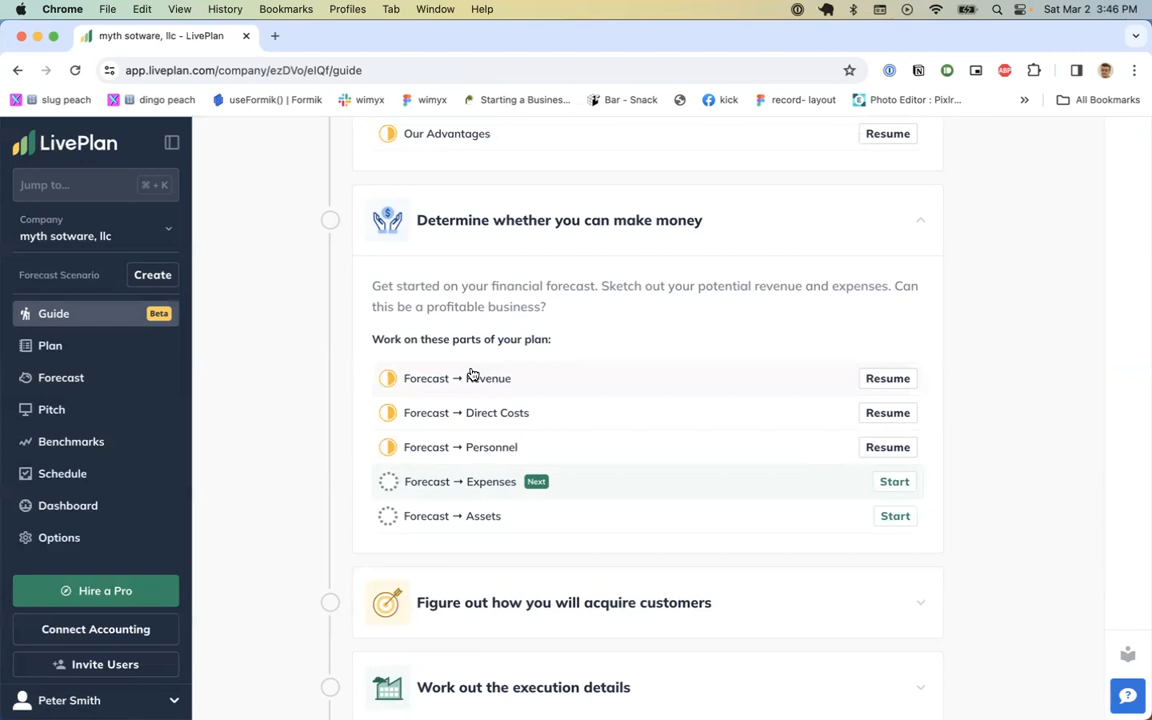 Chrome File Edit View History Bookmarks Profiles Tab Window Help Sat Mar 2 3:46 PM
myth sotware, llc - LivePlan
app.liveplan.com/company/ezDVo/elQf/guide
slug peach dingo peach useFormik() | Formik wimyx wimyx Starting a Busines... Bar - Snack kick record- layout Photo Editor : Pixlr... All Bookmarks
LivePlan
Jump to... ⌘ + K
Company
myth sotware, llc
Forecast Scenario Create
Guide Beta
Plan
Forecast
Pitch
Benchmarks
Schedule
Dashboard
Options
Hire a Pro
Connect Accounting
Invite Users
Peter Smith
Our Advantages Resume
Determine whether you can make money
Get started on your financial forecast. Sketch out your potential revenue and expenses. Can
this be a profitable business?
Work on these parts of your plan:
Forecast → Revenue Resume
Forecast → Direct Costs Resume
Forecast → Personnel Resume
Forecast → Expenses Next Start
Forecast → Assets Start
Figure out how you will acquire customers
Work out the execution details